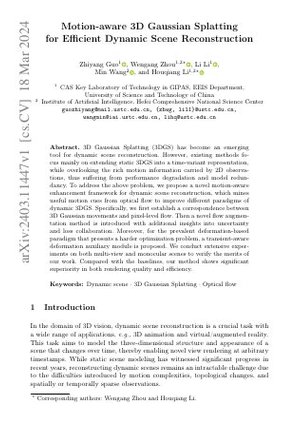 Motion-aware 3D Gaussian Splatting
for Efficient Dynamic Scene Reconstruction
Zhiyang Guo, Wengang Zhou, Li Li,
Min Wang, and Houqiang Li
1 CAS Key Laboratory of Technology in GIPAS, EEIS Department,
University of Science and Technology of China
2 Institute of Artificial Intelligence, Hefei Comprehensive National Science Center
guozhiyang@mail.ustc.edu.cn, {zhwg, lil1}@ustc.edu.cn,
wangmin@iai.ustc.edu.cn, lihq@ustc.edu.cn
arXiv:2403.11447v1 [cs.CV] 18 Mar 2024
Abstract. 3D Gaussian Splatting (3DGS) has become an emerging
tool for dynamic scene reconstruction. However, existing methods focus
mainly on extending static 3DGS into a time-variant representation,
while overlooking the rich motion information carried by 2D observations,
thus suffering from performance degradation and model redundancy.
To address the above problem, we propose a novel motion-aware
enhancement framework for dynamic scene reconstruction, which mines
useful motion cues from optical flow to improve different paradigms of
dynamic 3DGS. Specifically, we first establish a correspondence between
3D Gaussian movements and pixel-level flow. Then a novel flow augmentation
method is introduced with additional insights into uncertainty
and loss collaboration. Moreover, for the prevalent deformation-based
paradigm that presents a harder optimization problem, a transient-aware
deformation auxiliary module is proposed. We conduct extensive experiments
on both multi-view and monocular scenes to verify the merits of
our work. Compared with the baselines, our method shows significant
superiority in both rendering quality and efficiency.
Keywords: Dynamic scene · 3D Gaussian Splatting · Optical flow
1 Introduction
In the domain of 3D vision, dynamic scene reconstruction is a crucial task with
a wide range of applications, e.g., 3D animation and virtual/augmented reality.
This task aims to model the three-dimensional structure and appearance of a
scene that changes over time, thereby enabling novel view rendering at arbitrary
timestamps. While static scene modeling has witnessed significant progress in
recent years, reconstructing dynamic scenes remains an intractable challenge due
to the difficulties introduced by motion complexities, topological changes, and
spatially or temporally sparse observations.
* Corresponding authors: Wengang Zhou and Houqiang Li.